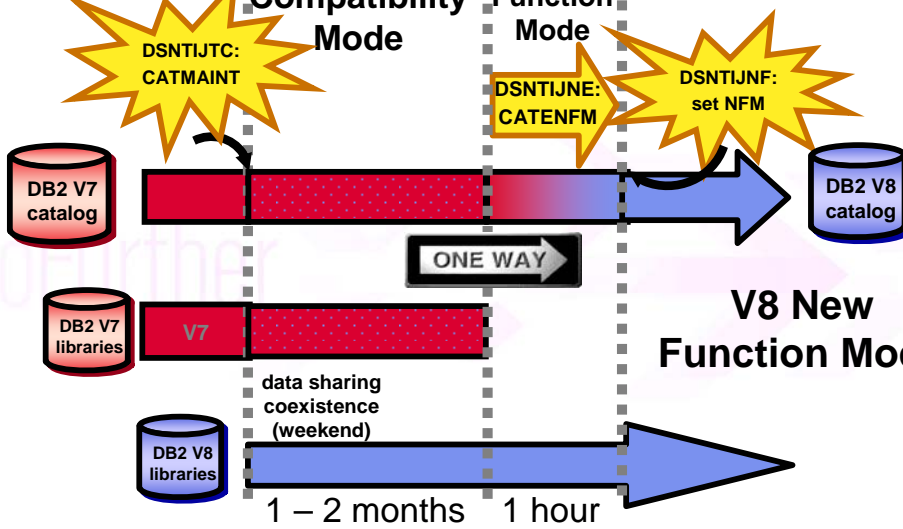 Compatibility
Mode
Function
Mode
DSNTIJTC:
CATMAINT
DSNTIJNE:
CATENFM
DSNTIJNF:
set NFM
DB2 V7
catalog
DB2 V8
catalog
ONE WAY
DB2 V7
libraries
V7
V8 New
Function Mod
data sharing
coexistence
(weekend)
DB2 V8
libraries
1 – 2 months
1 hour